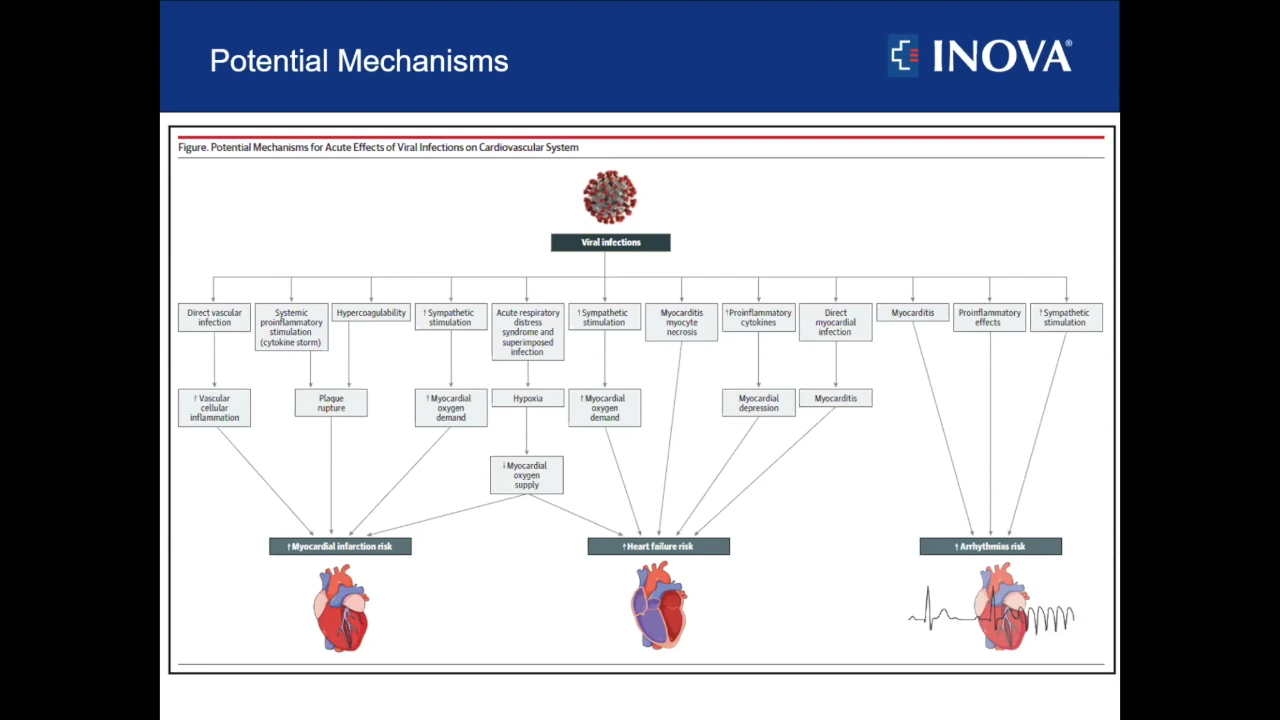 Potential Mechanisms
INOVA®
Figure. Potential Mechanisms for Acute Effects of Viral Infections on Cardiovascular System
Viral infections
Direct vascular
infection
Systemic
proinflammatory
stimulation
(cytokine storm)
Hypercoagulability
↑Sympathetic
stimulation
Acute respiratory
distress
syndrome and
superimposed
infection
↑Sympathetic
stimulation
Myocarditis
myocyte
necrosis
↑Proinflammatory
cytokines
Direct
myocardial
infection
Myocarditis
Proinflammatory
effects
↑Sympathetic
stimulation
↑Vascular
cellular
inflammation
Plaque
rupture
↑Myocardial
oxygen
demand
Hypoxia
↑Myocardial
oxygen
demand
Myocardial
depression
Myocarditis
↓Myocardial
oxygen
supply
↑Myocardial infarction risk
↑Heart failure risk
↑Arrhythmias risk